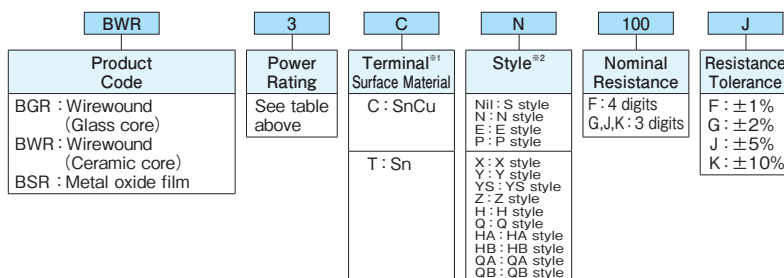 BWR 3 C N 100 J
Product Code
Power Rating
Terminal※1 Surface Material
Style※2
Nominal Resistance
Resistance Tolerance
BGR : Wirewound
(Glass core)
BWR : Wirewound
(Ceramic core)
BSR : Metal oxide film
See table
above
C : SnCu
T : Sn
Nil : S style
N : N style
E : E style
P : P style
X : X style
Y : Y style
YS : YS style
Z : Z style
H : H style
Q : Q style
HA : HA style
HB : HB style
QA : QA style
QB : QB style
F : 4 digits
G,J,K : 3 digits
F : ±1%
G : ±2%
J : ±5%
K : ±10%